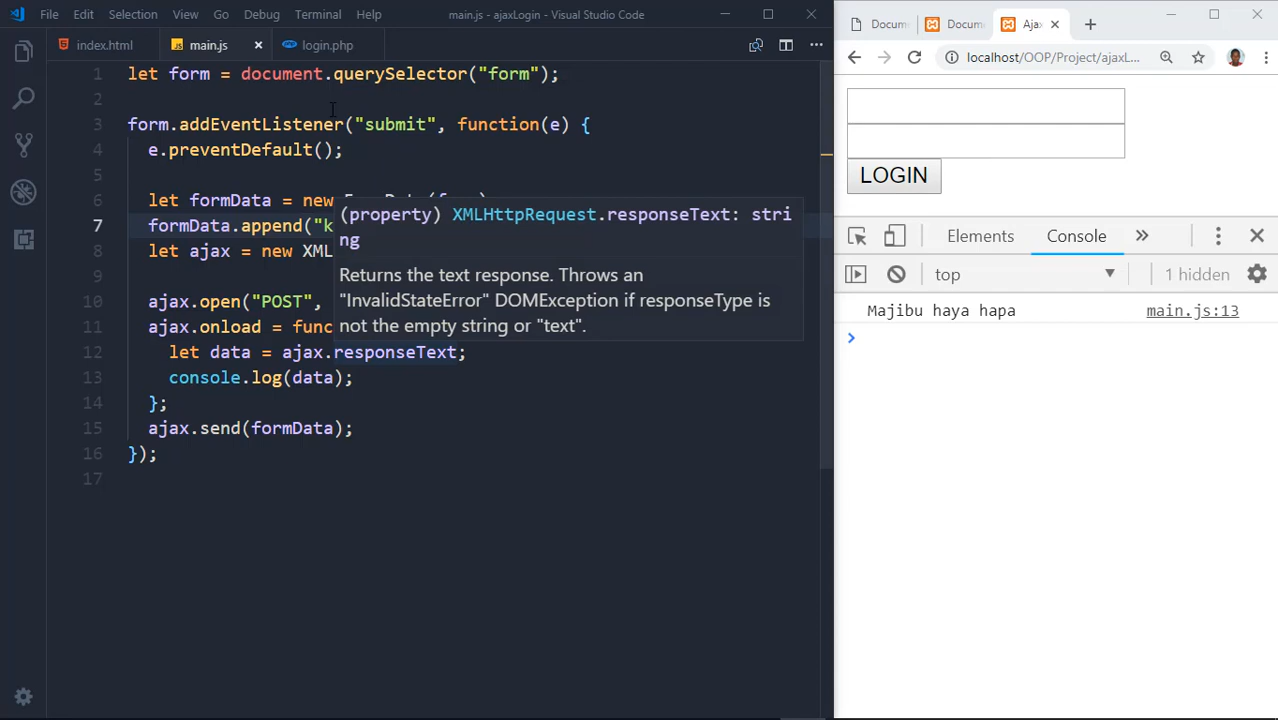 File Edit Selection View Go Debug Terminal Help main.js - ajaxLogin - Visual Studio Code
index.html JS main.js × php login.php
1 let form = document.querySelector("form");
2
3 form.addEventListener("submit", function(e) {
4 e.preventDefault();
5
6 let formData = new
7 formData.append("k
8 let ajax = new XML
9
10 ajax.open("POST",
11 ajax.onload = func
12 let data = ajax.responseText;
13 console.log(data);
14 };
15 ajax.send(formData);
16 });
17
(property) XMLHttpRequest.responseText: stri
ng
Returns the text response. Throws an
"InvalidStateError" DOMException if responseType is
not the empty string or "text".
Docum Docum Ajax
localhost/OOP/Project/ajaxL
LOGIN
Elements Console
top 1 hidden
Majibu haya hapa main.js:13